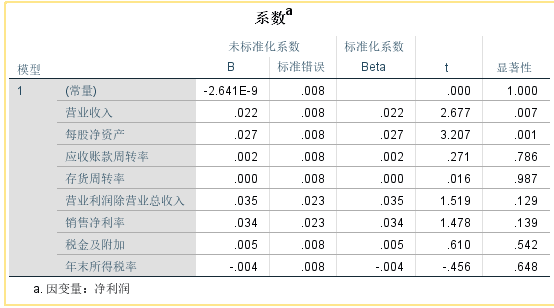 系数a
未标准化系数 标准化系数
模型 B 标准错误 Beta t 显著性
1 (常量) -2.641E-9 .008 .000 1.000
营业收入 .022 .008 .022 2.677 .007
每股净资产 .027 .008 .027 3.207 .001
应收账款周转率 .002 .008 .002 .271 .786
存货周转率 .000 .008 .000 .016 .987
营业利润除营业总收入 .035 .023 .035 1.519 .129
销售净利率 .034 .023 .034 1.478 .139
税金及附加 .005 .008 .005 .610 .542
年末所得税率 -.004 .008 -.004 -.456 .648
a. 因变量：净利润